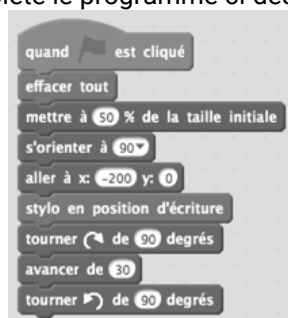 quand est cliqué
effacer tout
mettre à 50 % de la taille initiale
s'orienter à 90
aller à x: -200 y: 0
stylo en position d'écriture
tourner de 90 degrés
avancer de 30
tourner de 90 degrés